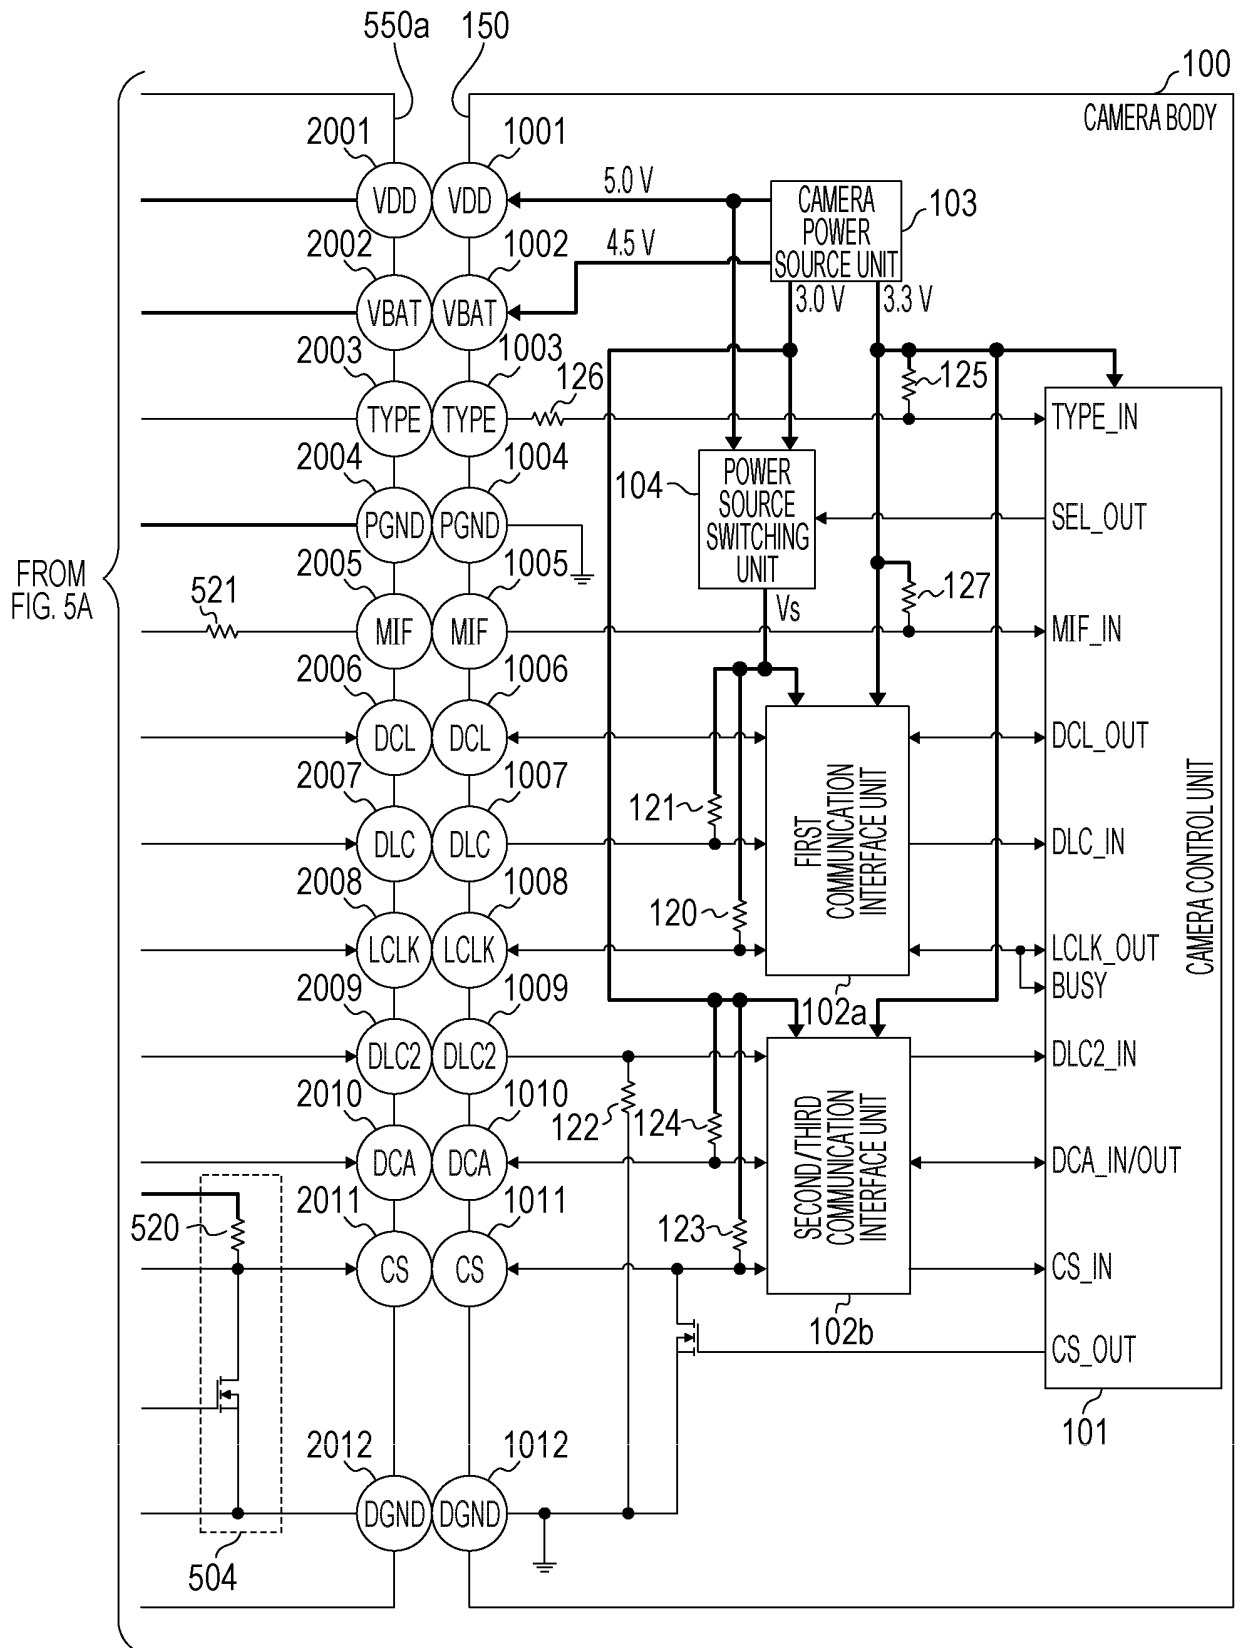 550a
150
100
CAMERA BODY
2001
1001
VDD
VDD
5.0 V
CAMERA
POWER
SOURCE UNIT
103
2002
1002
4.5 V
VBAT
VBAT
3.0 V
3.3 V
2003
1003
126
125
TYPE
TYPE
TYPE_IN
2004
1004
104
POWER
SOURCE
SWITCHING
UNIT
PGND
PGND
SEL_OUT
FROM
FIG. 5A
2005
1005
521
Vs
127
MIF
MIF
MIF_IN
2006
1006
DCL
DCL
DCL_OUT
2007
1007
121
FIRST
COMMUNICATION
INTERFACE UNIT
DLC
DLC
DLC_IN
CAMERA CONTROL UNIT
2008
1008
120
LCLK
LCLK
LCLK_OUT
BUSY
2009
1009
102a
DLC2
DLC2
DLC2_IN
2010
1010
122
124
SECOND/THIRD
COMMUNICATION
INTERFACE UNIT
DCA
DCA
DCA_IN/OUT
2011
1011
520
123
CS
CS
CS_IN
102b
CS_OUT
101
2012
1012
DGND
DGND
504